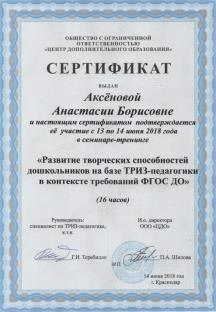 ОБЩЕСТВО С ОГРАНИЧЕННОЙ
ОТВЕТСТВЕННОСТЬЮ
«ЦЕНТР ДОПОЛНИТЕЛЬНОГО ОБРАЗОВАНИЯ»
СЕРТИФИКАТ
ВЫДАН
Аксёновой
Анастасии Борисовне
и настоящим сертификатом подтверждается
её участие с 13 по 14 июня 2018 года
в семинаре-тренинге
«Развитие творческих способностей
дошкольников на базе ТРИЗ-педагогики
в контексте требований ФГОС ДО»
(16 часов)
Руководитель: И.о. директора
специалист по ТРИЗ-педагогике, ООО «ЦДО»
к.п.н.
Г.И. П.А. Шилова
14 июня 2018 год
г. Краснодар